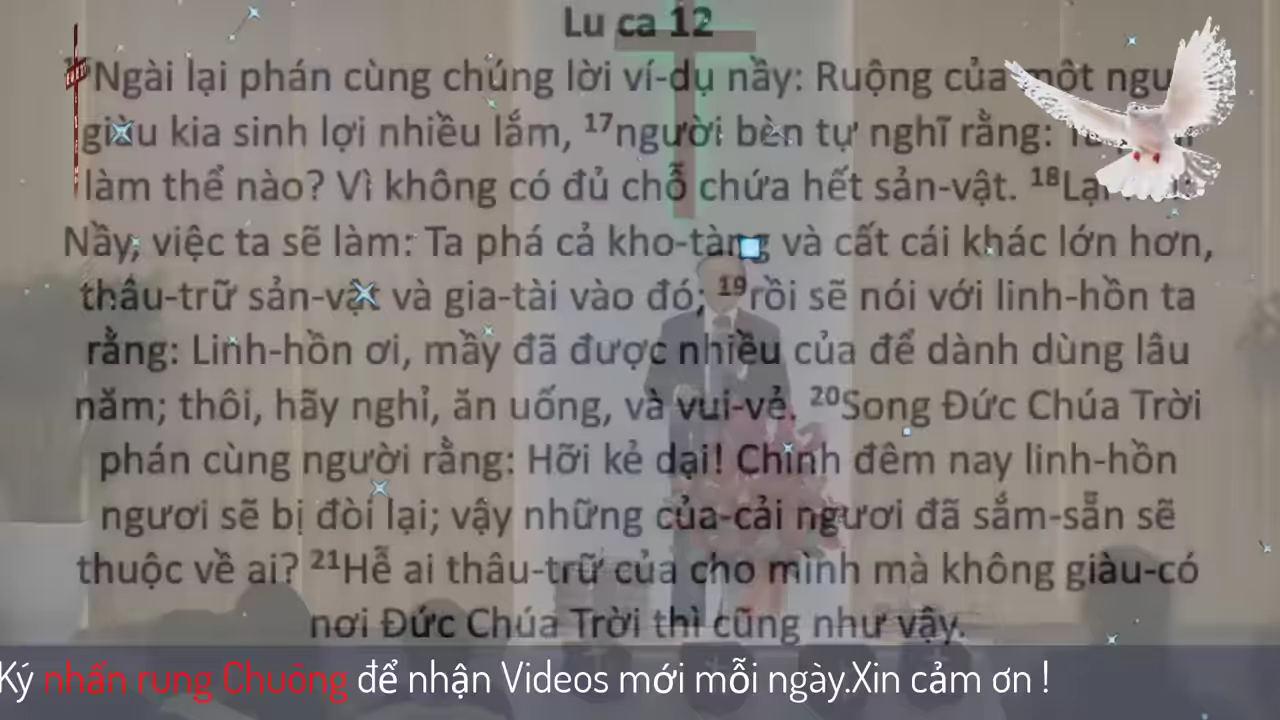 Lu ca 12
Ngài lại phán cùng chúng lời ví-dụ nầy: Ruộng của một
giàu kia sinh lợi nhiều lắm, ¹⁷người bèn tự nghĩ rằng:
làm thể nào? Vì không có đủ chỗ chứa hết sản-vật. ¹⁸Lại
Nầy, việc ta sẽ làm: Ta phá cả kho-tàng và cất cái khác lớn hơn,
thâu-trữ sản-vật và gia-tài vào đó; ¹⁹rồi sẽ nói với linh-hồn ta
rằng: Linh-hồn ơi, mầy đã được nhiều của để dành dùng lâu
năm; thôi, hãy nghỉ, ăn uống, và vui-vẻ. ²⁰Song Đức Chúa Trời
phán cùng người rằng: Hỡi kẻ dại! Chính đêm nay linh-hồn
ngươi sẽ bị đòi lại; vậy những của-cải ngươi đã sắm-sẵn sẽ
thuộc về ai? ²¹Hễ ai thâu-trữ của cho mình mà không giàu-có
nơi Đức Chúa Trời thì cũng như vậy.
Ký nhấn rung Chuông để nhận Videos mới mỗi ngày.Xin cảm ơn !